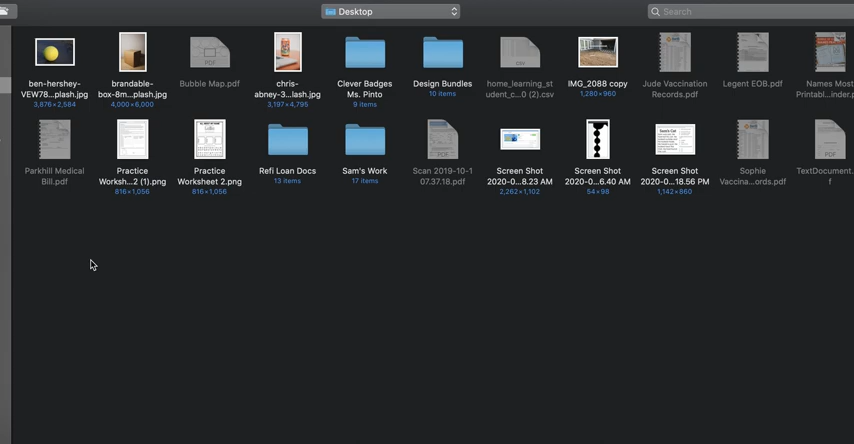 Desktop
Search
ben-hershey-
VEW78...plash.jpg
3,876×2,584
brandable-
box-8m...plash.jpg
4,000×6,000
Bubble Map.pdf
chris-
abney-3...lash.jpg
3,197×4,795
Clever Badges
Ms. Pinto
9 items
Design Bundles
10 items
home_learning_st
udent_c...0 (2).csv
IMG_2088 copy
1,280×960
Jude Vaccination
Records.pdf
Legent EOB.pdf
Names Most
Printabl...inder.p
PDF
CSV
Parkhill Medical
Bill.pdf
Practice
Worksh...2 (1).png
816×1,056
Practice
Worksheet 2.png
816×1,056
Refi Loan Docs
13 items
Sam's Work
17 items
Scan 2019-10-1
07.37.18.pdf
Screen Shot
2020-0...8.23 AM
2,262×1,102
Screen Shot
2020-0...6.40 AM
54×98
Screen Shot
2020-0...18.56 PM
1,142×860
Sophie
Vaccina...ords.pdf
TextDocument.
f
PDF
PDF